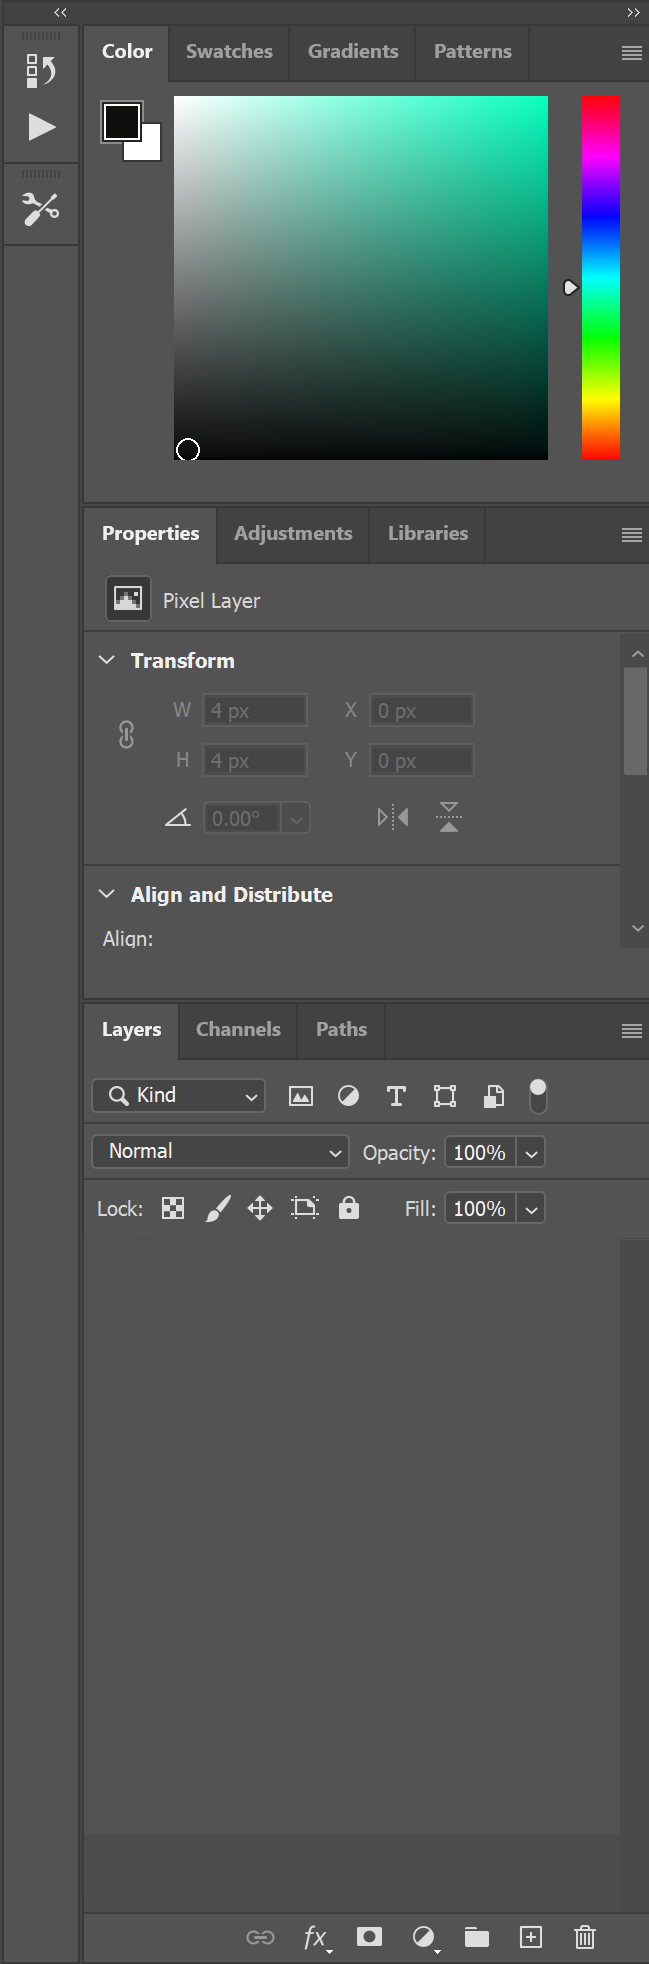 Color Swatches Gradients Patterns
Properties Adjustments Libraries
Pixel Layer
Transform
W 4 px X 0 px
H 4 px Y 0 px
0.00°
Align and Distribute
Align:
Layers Channels Paths
Kind
Normal Opacity: 100%
Lock: Fill: 100%
fx